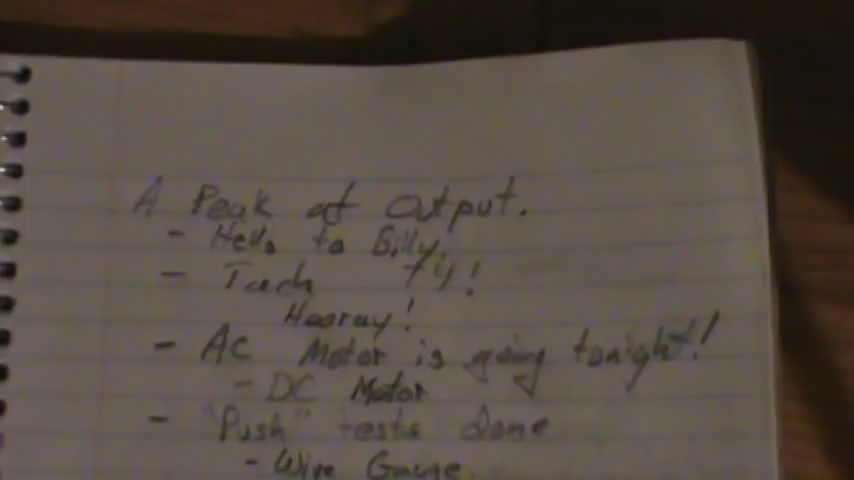 A Peak at Output.
- Hello to Billy,
- Tach
Hooray!
- AC Motor is going tonight!
- DC Motor
- "Push" tests done
- Wire Gauge.